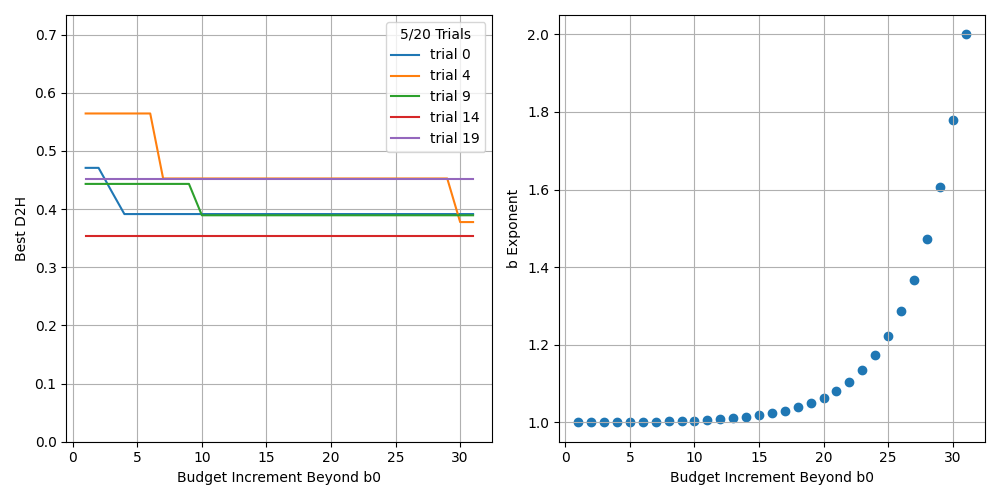 0.7
0.6
0.5
0.4
0.3
0.2
0.1
0.0
Best D2H
0 5 10 15 20 25 30
Budget Increment Beyond b0
5/20 Trials
trial 0
trial 4
trial 9
trial 14
trial 19
2.0
1.8
1.6
1.4
1.2
1.0
b Exponent
0 5 10 15 20 25 30
Budget Increment Beyond b0